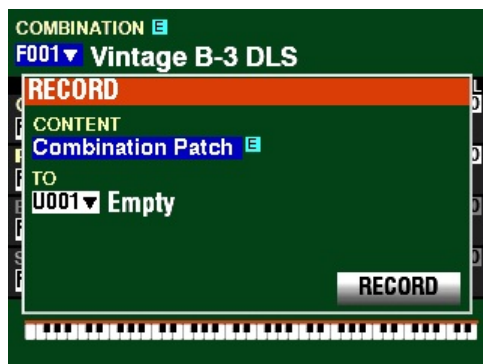 COMBINATION E
F001▼ Vintage B-3 DLS
RECORD
CONTENT
Combination Patch E
TO
U001▼ Empty
RECORD